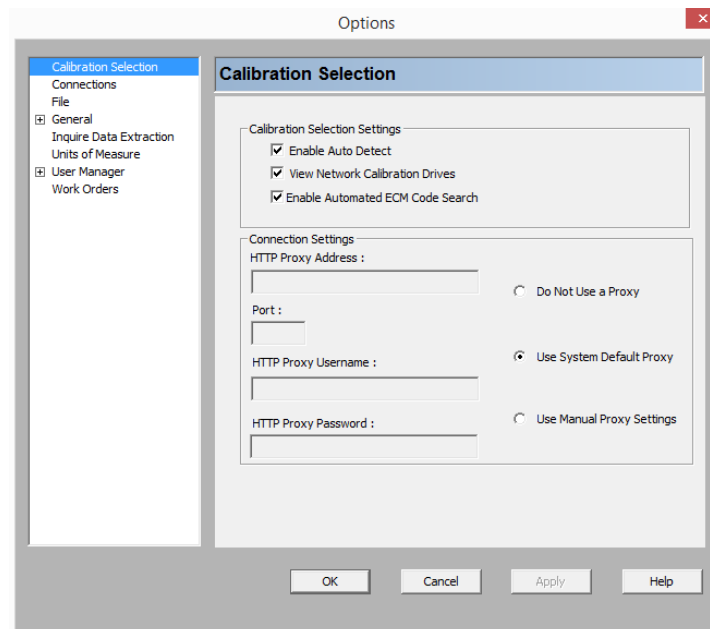 Options
Calibration Selection
Connections
File
General
Inquire Data Extraction
Units of Measure
User Manager
Work Orders
Calibration Selection
Calibration Selection Settings
Enable Auto Detect
View Network Calibration Drives
Enable Automated ECM Code Search
Connection Settings
HTTP Proxy Address :
Do Not Use a Proxy
Port :
HTTP Proxy Username :
Use System Default Proxy
HTTP Proxy Password :
Use Manual Proxy Settings
OK
Cancel
Apply
Help